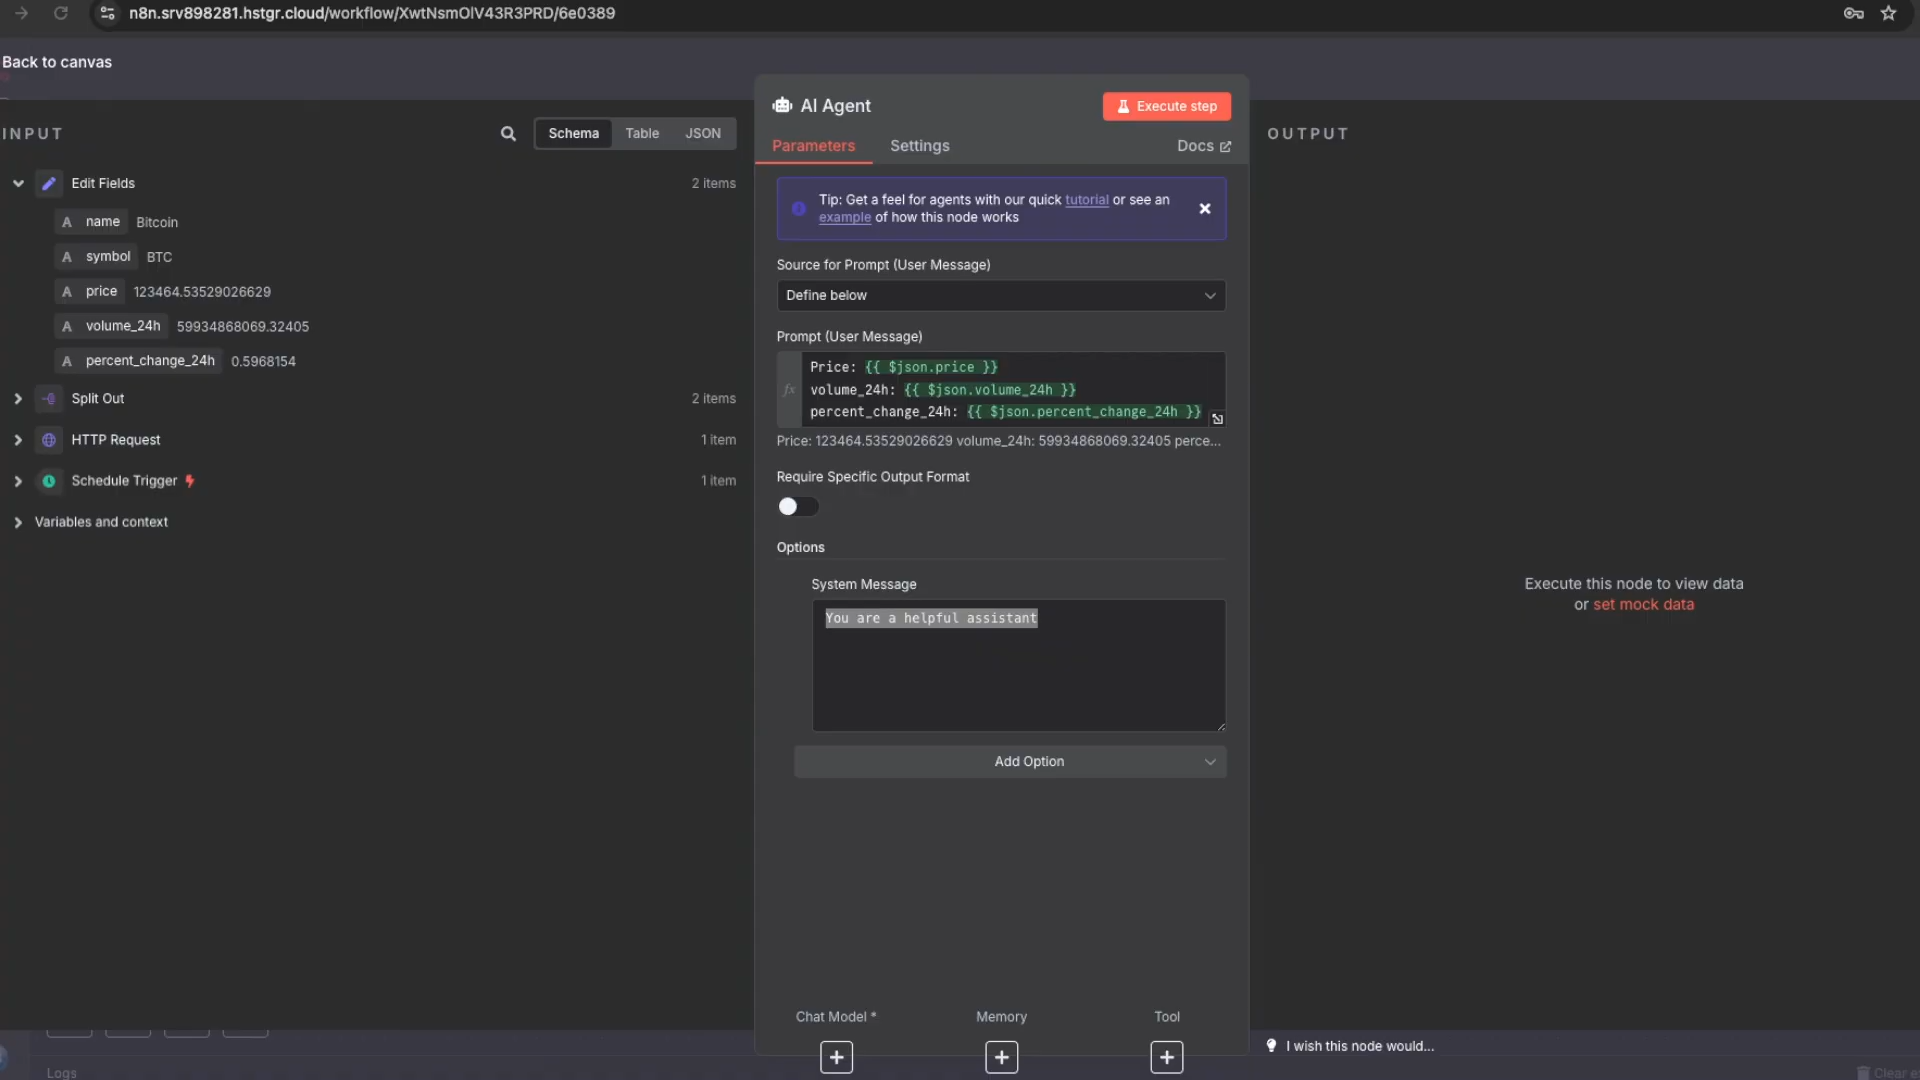 n8n.srv898281.hstgr.cloud/workflow/XwtNsmOlV43R3PRD/6e0389
Back to canvas
INPUT
Schema
Table
JSON
Edit Fields
2 items
A name Bitcoin
A symbol BTC
A price 123464.53529026629
A volume_24h 59934868069.32405
A percent_change_24h 0.5968154
Split Out
2 items
HTTP Request
1 item
Schedule Trigger
1 item
Variables and context
AI Agent
Execute step
Parameters
Settings
Docs
Tip: Get a feel for agents with our quick tutorial or see an
example of how this node works
Source for Prompt (User Message)
Define below
Prompt (User Message)
fx
Price: {{ $json.price }}
volume_24h: {{ $json.volume_24h }}
percent_change_24h: {{ $json.percent_change_24h }}
Price: 123464.53529026629 volume_24h: 59934868069.32405 perce...
Require Specific Output Format
Options
System Message
You are a helpful assistant
Add Option
Chat Model *
Memory
Tool
OUTPUT
Execute this node to view data
or set mock data
I wish this node would...
Logs
Clear e